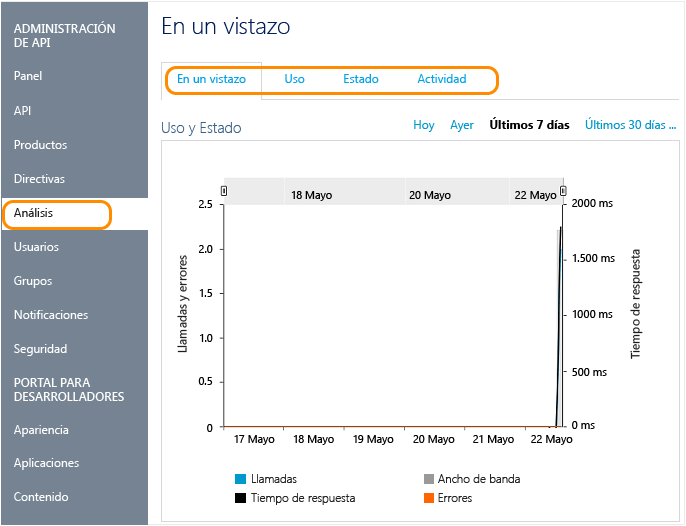 ADMINISTRACIÓN
DE API
Panel
API
Productos
Directivas
Análisis
Usuarios
Grupos
Notificaciones
Seguridad
PORTAL PARA
DESARROLLADORES
Apariencia
Aplicaciones
Contenido
En un vistazo
En un vistazo Uso Estado Actividad
Uso y Estado Hoy Ayer Últimos 7 días Últimos 30 días ...
18 Mayo 20 Mayo 22 Mayo
2.5 2000 ms
2.0 1.500 ms
1.5
1000 ms
1.0
0.5 500 ms
0 0 ms
Llamadas y errores
Tiempo de respuesta
17 Mayo 18 Mayo 19 Mayo 20 Mayo 21 Mayo 22 Mayo
Llamadas Ancho de banda
Tiempo de respuesta Errores